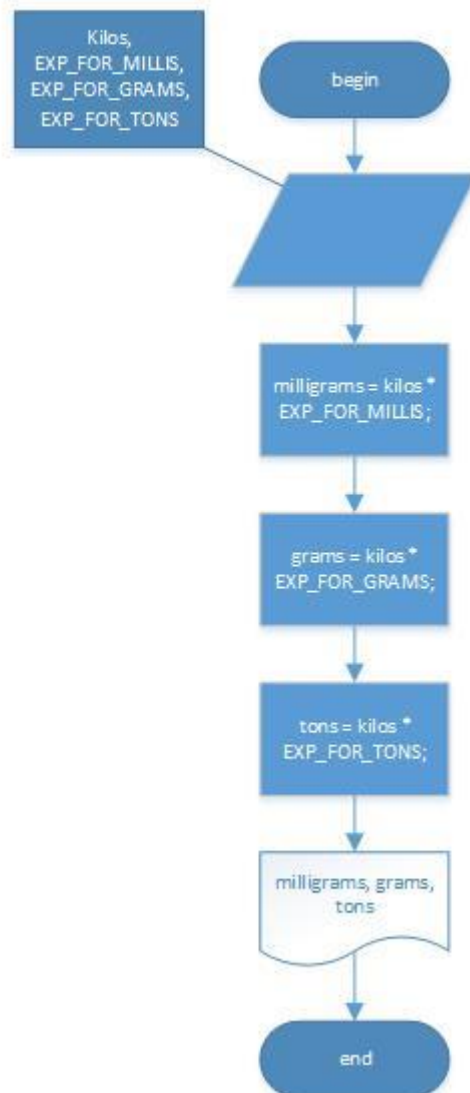 Kilos,
EXP_FOR_MILLIS,
EXP_FOR_GRAMS,
EXP_FOR_TONS
begin
milligrams = kilos *
EXP_FOR_MILLIS;
grams = kilos *
EXP_FOR_GRAMS;
tons = kilos *
EXP_FOR_TONS;
milligrams, grams,
tons
end